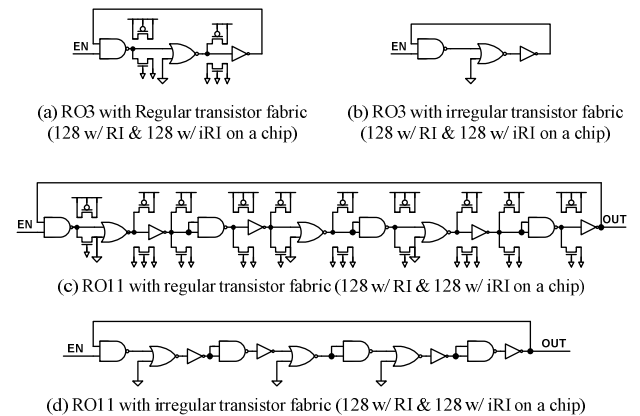 EN
EN
(a) RO3 with Regular transistor fabric
(128 w/ RI & 128 w/ iRI on a chip)
(b) RO3 with irregular transistor fabric
(128 w/ RI & 128 w/ iRI on a chip)
EN
OUT
(c) RO11 with regular transistor fabric (128 w/ RI & 128 w/ iRI on a chip)
EN
OUT
(d) RO11 with irregular transistor fabric (128 w/ RI & 128 w/ iRI on a chip)